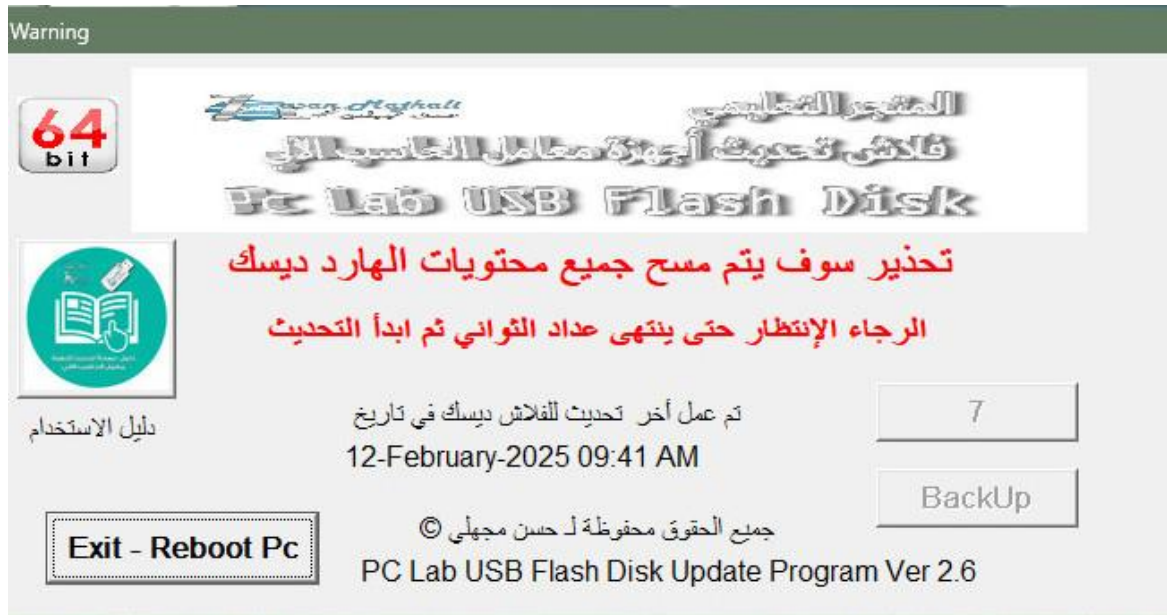 Warning
64
bit
المتجر التعليمي
فلاش تحديث أجهزة معامل الحاسب الآلي
Pc Lab USB Flash Disk
تحذير سوف يتم مسح جميع محتويات الهارد ديسك
الرجاء الإنتظار حتى ينتهى عداد الثواني ثم ابدأ التحديث
دليل الاستخدام
تم عمل أخر تحديث للفلاش ديسك في تاريخ
12-February-2025 09:41 AM
7
BackUp
Exit - Reboot Pc
جميع الحقوق محفوظة لـ حسن مجهلي ©
PC Lab USB Flash Disk Update Program Ver 2.6